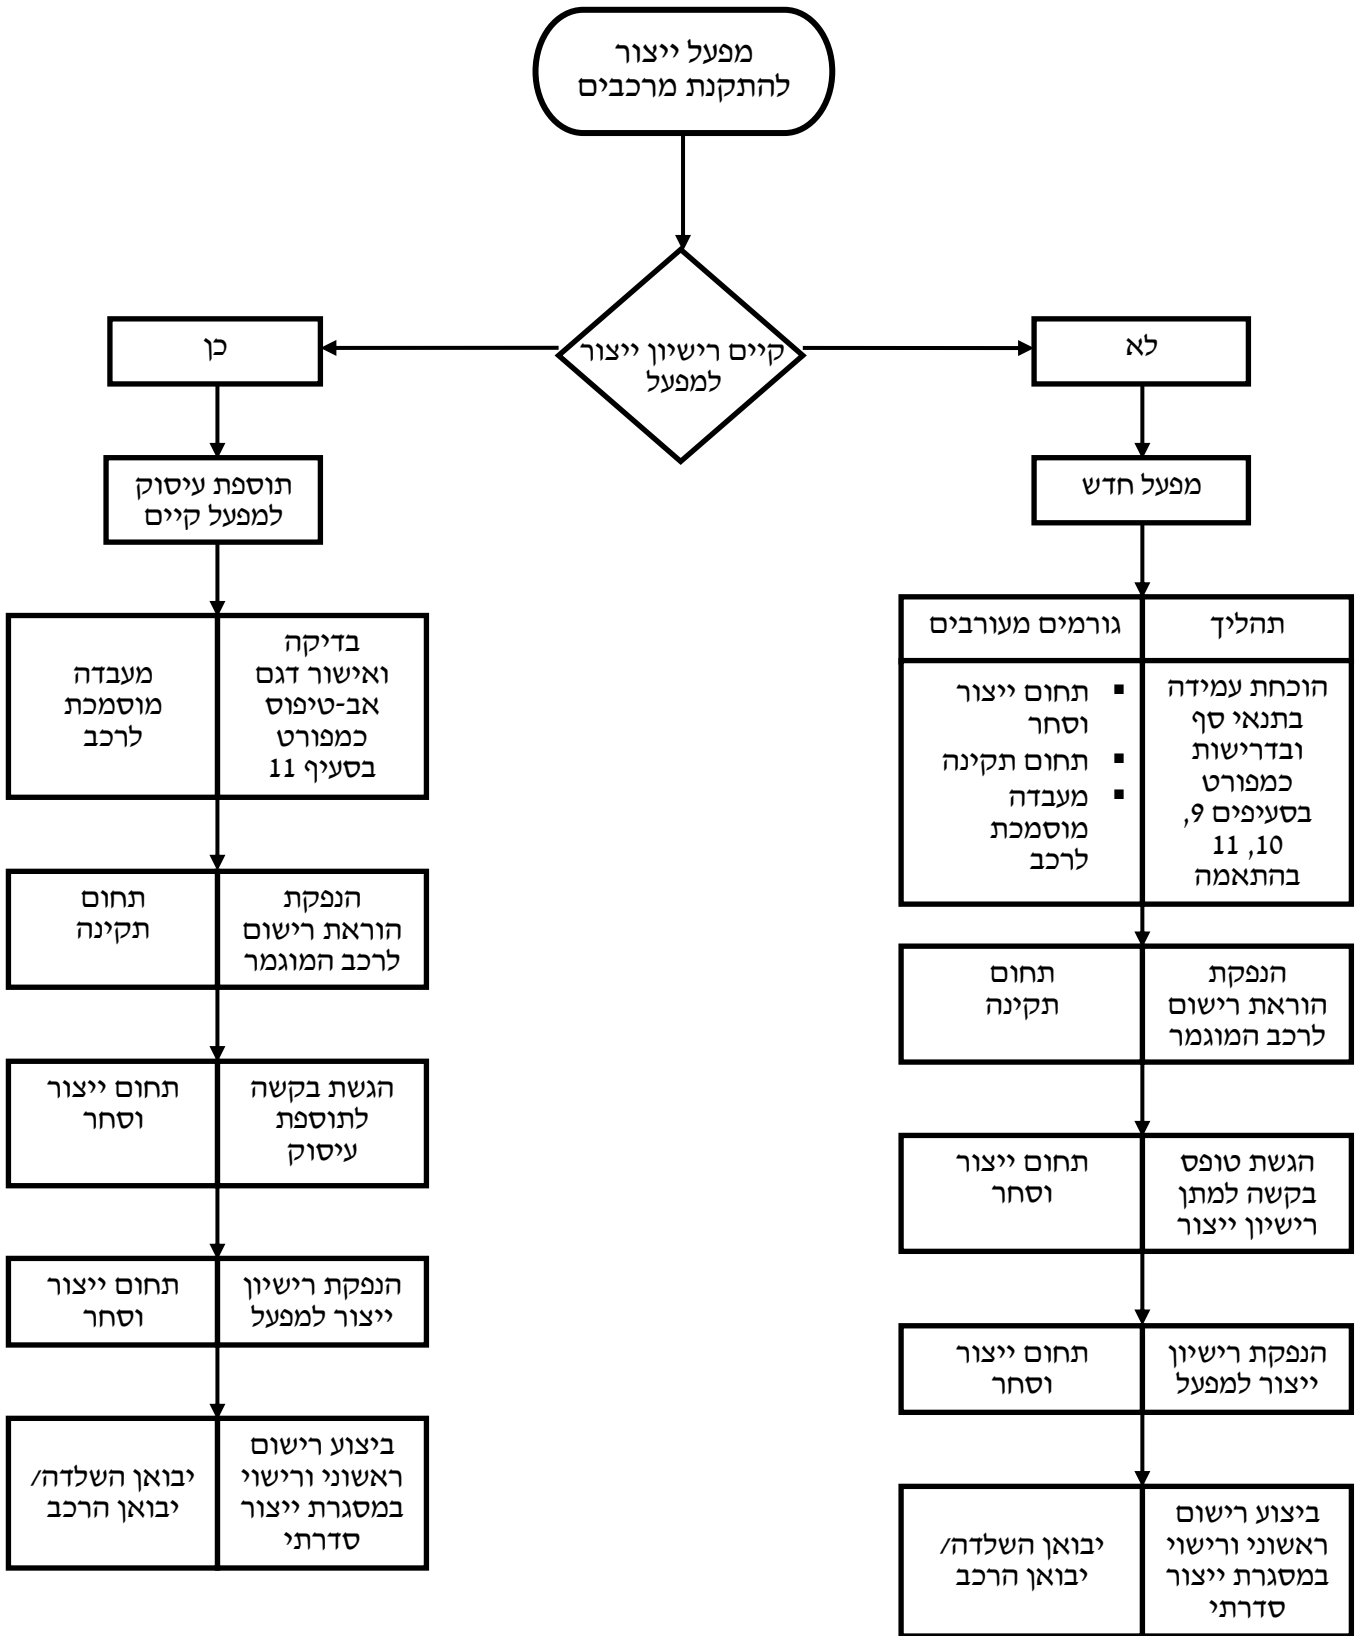 מפעל ייצור
להתקנת מרכבים
קיים רישיון ייצור
למפעל
לא
מפעל חדש
תהליך
גורמים מעורבים
הוכחת עמידה
בתנאי סף
ובדרישות
כמפורט
בסעיפים 9,
10, 11
בהתאמה
▪ תחום ייצור
וסחר
▪ תחום תקינה
▪ מעבדה
מוסמכת
לרכב
הנפקת
הוראת רישום
לרכב המוגמר
תחום
תקינה
הגשת טופס
בקשה למתן
רישיון ייצור
תחום ייצור
וסחר
הנפקת רישיון
ייצור למפעל
תחום ייצור
וסחר
ביצוע רישום
ראשוני ורישוי
במסגרת ייצור
סדרתי
יבואן השלדה/
יבואן הרכב
כן
תוספת עיסוק
למפעל קיים
בדיקה
ואישור דגם
אב-טיפוס
כמפורט
בסעיף 11
מעבדה
מוסמכת
לרכב
הנפקת
הוראת רישום
לרכב המוגמר
תחום
תקינה
הגשת בקשה
לתוספת
עיסוק
תחום ייצור
וסחר
הנפקת רישיון
ייצור למפעל
תחום ייצור
וסחר
ביצוע רישום
ראשוני ורישוי
במסגרת ייצור
סדרתי
יבואן השלדה/
יבואן הרכב